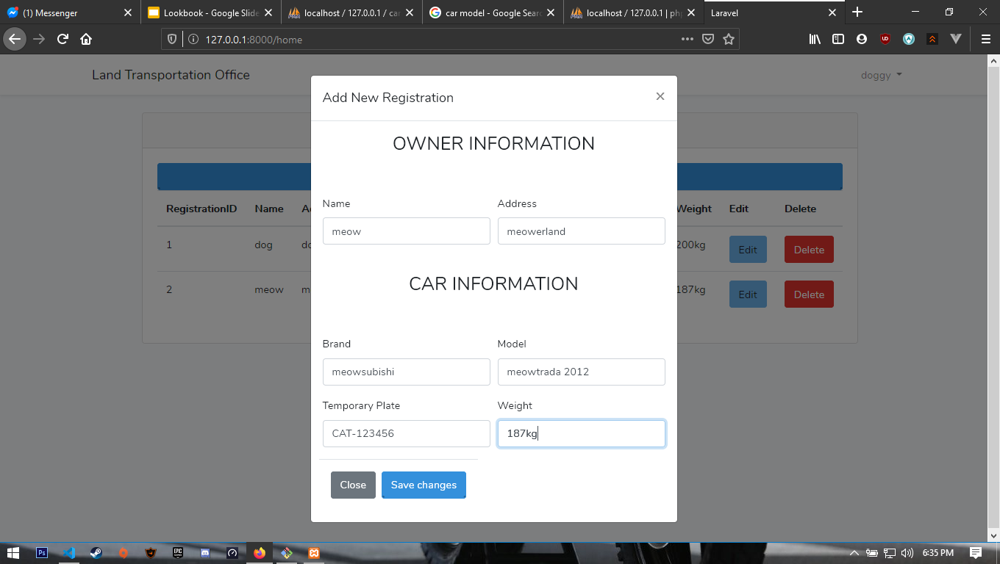 (1) Messenger
Lookbook - Google Slide
localhost / 127.0.0.1 / car
car model - Google Searc
localhost / 127.0.0.1 | ph
Laravel
127.0.0.1:8000/home
Land Transportation Office
doggy
Add New Registration
×
OWNER INFORMATION
Name Address
meow meowerland
CAR INFORMATION
Brand Model
meowsubishi meowtrada 2012
Temporary Plate Weight
CAT-123456 187kg
Close Save changes
RegistrationID Name Weight Edit Delete
1 dog 200kg Edit Delete
2 meow 187kg Edit Delete
Ps
EPIC
6:35 PM